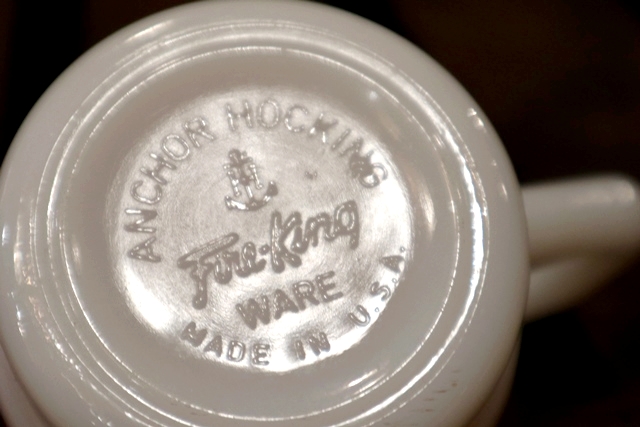 ANCHOR HOCKING
Fire-King
WARE
MADE IN U.S.A.